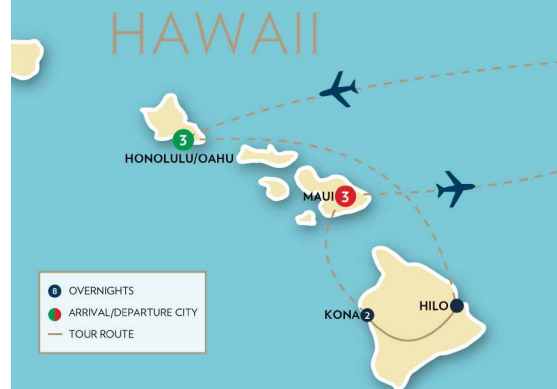 HAWAII
3
HONOLULU/OAHU
MAUI 3
HILO
KONA 2
8 OVERNIGHTS
ARRIVAL/DEPARTURE CITY
TOUR ROUTE